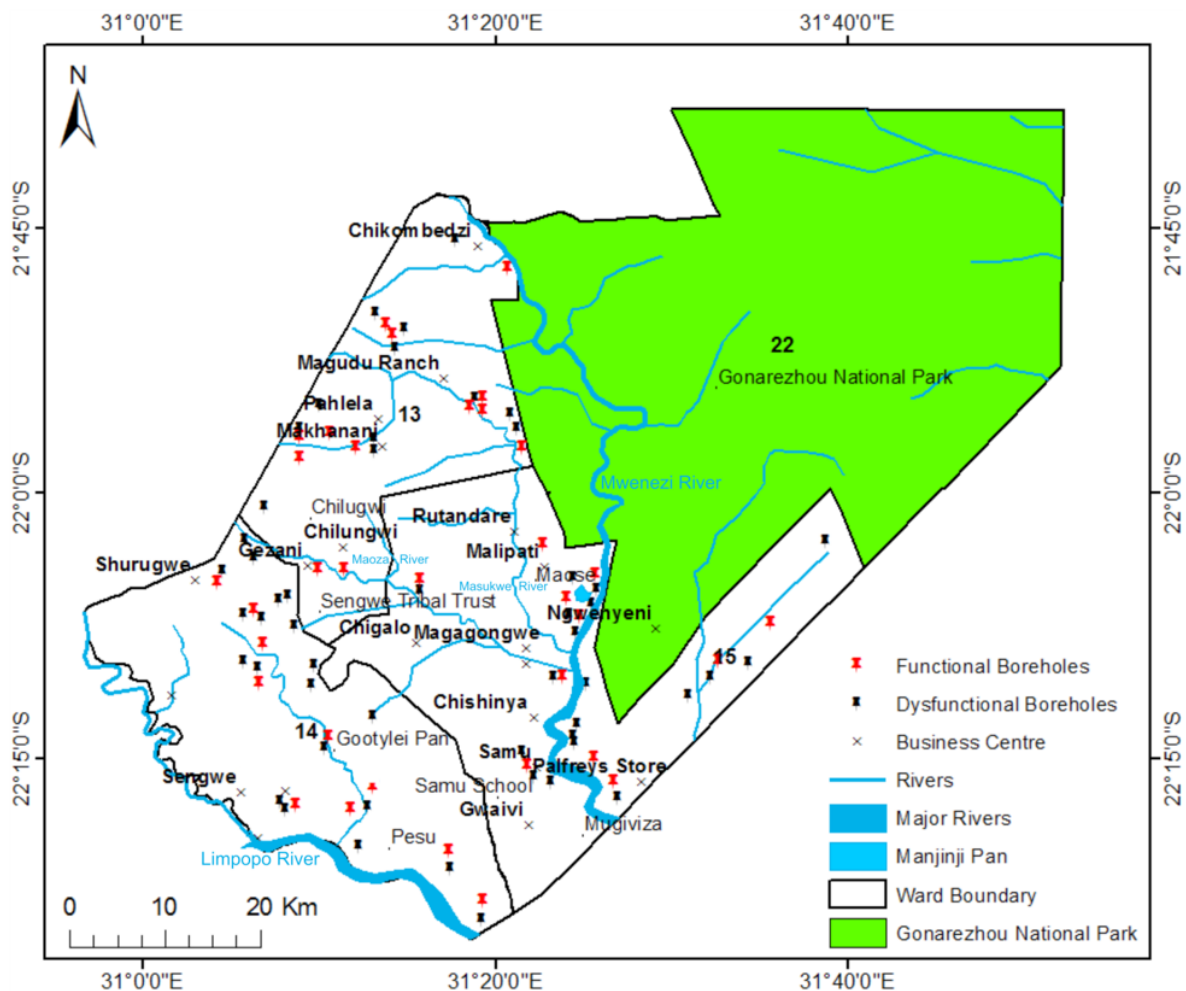 31°0'0"E 31°20'0"E 31°40'0"E
N
21°45'0"S
21°45'0"S
Chikombedzi
22
Gonarezhou National Park
Magudu Ranch
Pahlela
13
Makhanani
22°0'0"S
22°0'0"S
Mwenezi River
Chilugwi
Rutandare
Chilungwi
Gezani
Malipati
Maozi River
Shurugwe
Masukwe River
Maose
Sengwe Tribal Trust
Ngwenyeni
Chigalo
Magagongwe
15
Functional Boreholes
Chishinya
Dysfunctional Boreholes
14
Gootylei Pan
Business Centre
22°15'0"S
22°15'0"S
Samu
Palfreys Store
Sengwe
Samu School
Rivers
Gwaivi
Major Rivers
Mugiviza
Pesu
Limpopo River
Manjinji Pan
Ward Boundary
0 10 20 Km
Gonarezhou National Park
31°0'0"E 31°20'0"E 31°40'0"E